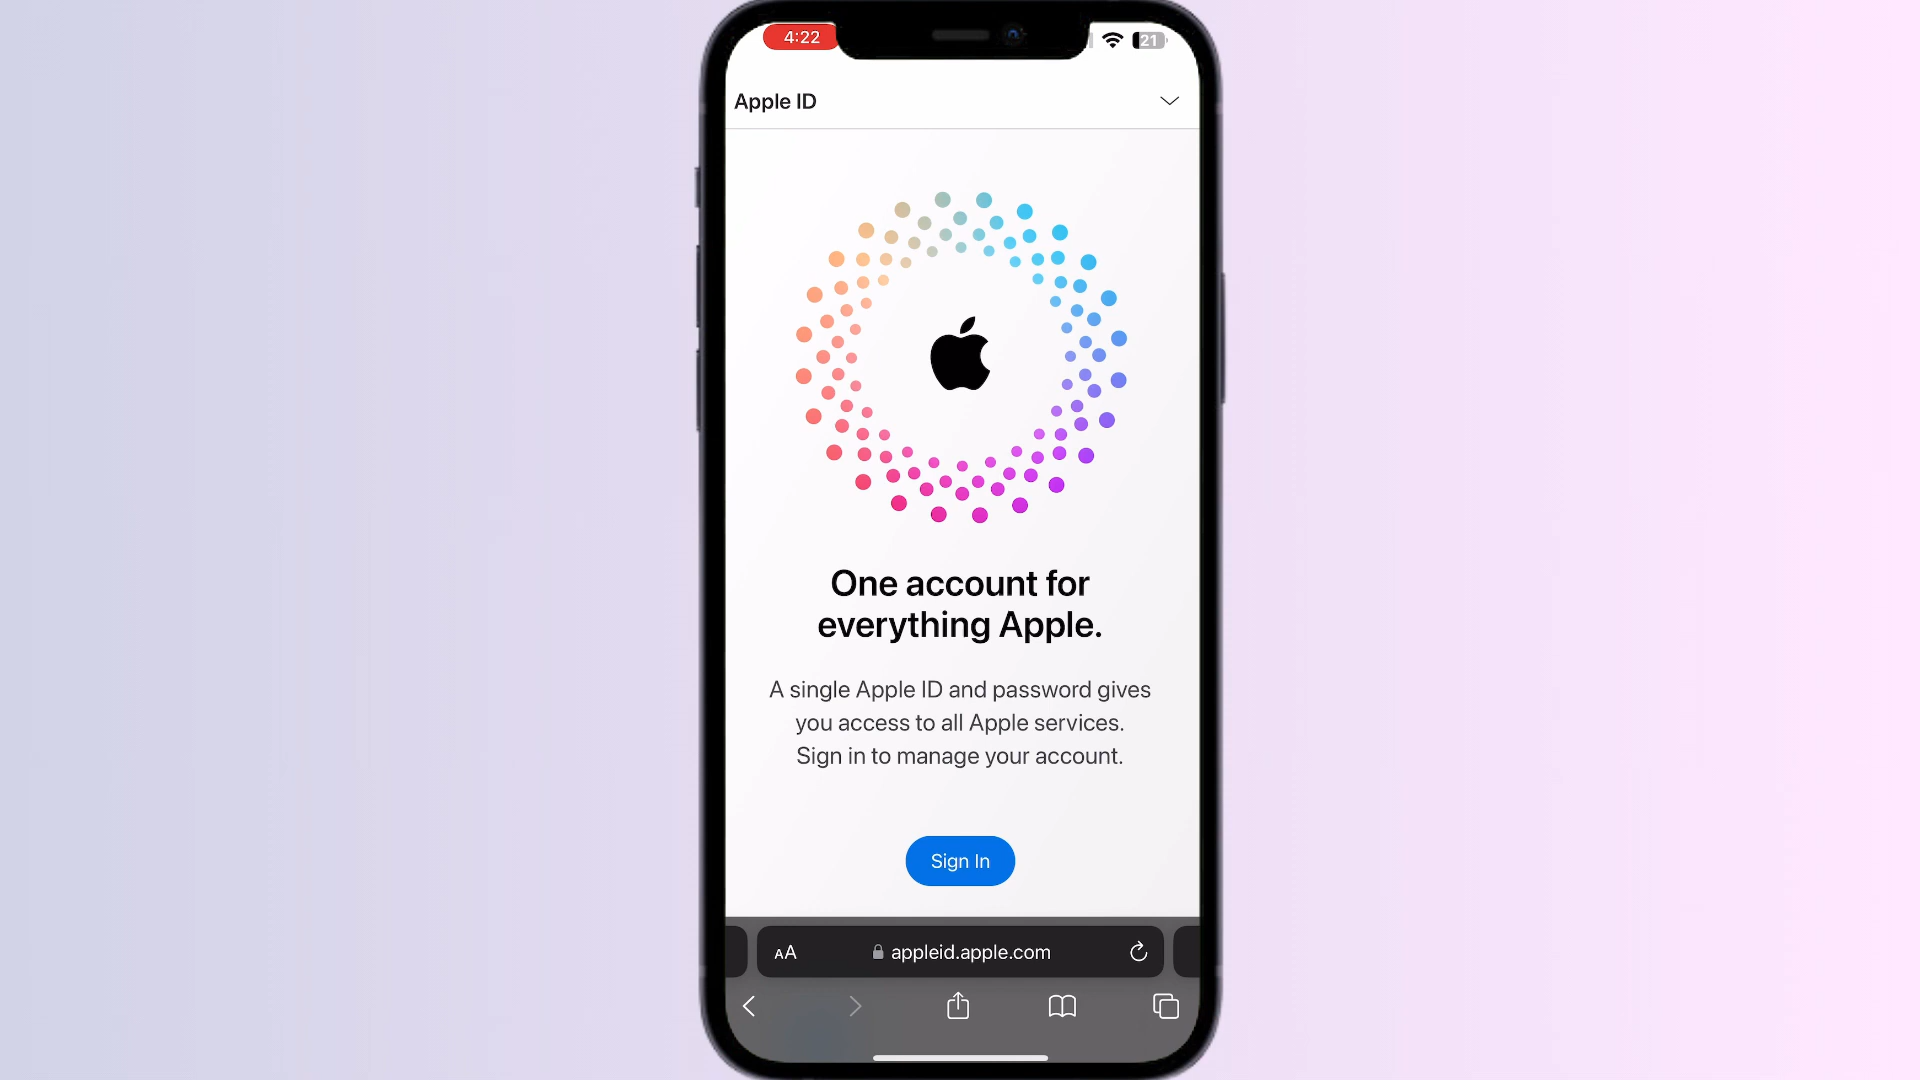 4:22
21
Apple ID
One account for
everything Apple.
A single Apple ID and password gives
you access to all Apple services.
Sign in to manage your account.
Sign In
AA
appleid.apple.com